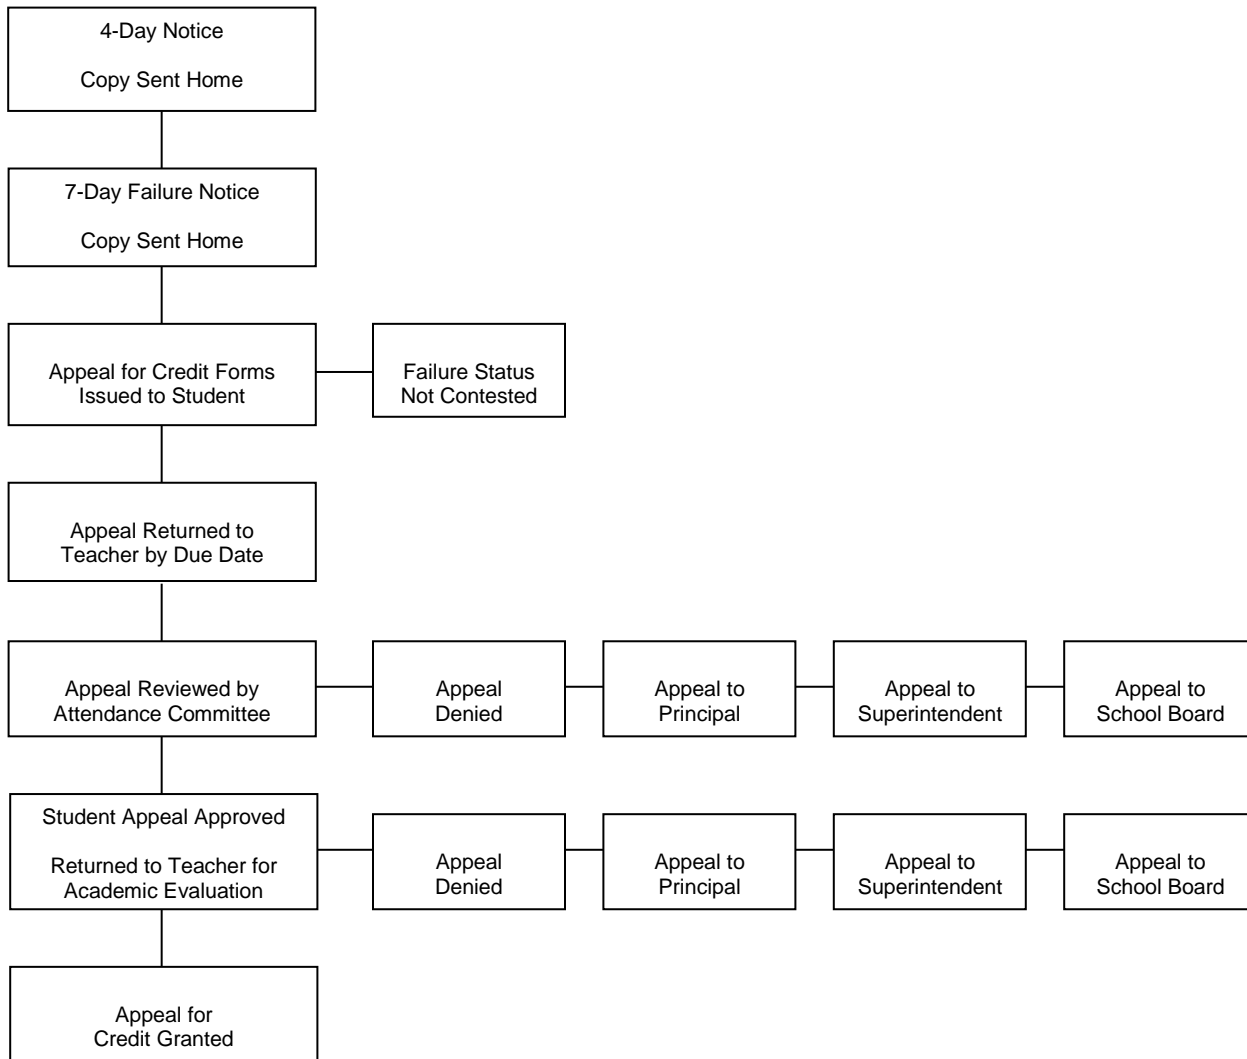 4-Day Notice
Copy Sent Home
7-Day Failure Notice
Copy Sent Home
Appeal for Credit Forms
Issued to Student
Failure Status
Not Contested
Appeal Returned to
Teacher by Due Date
Appeal Reviewed by
Attendance Committee
Appeal
Denied
Appeal to
Principal
Appeal to
Superintendent
Appeal to
School Board
Student Appeal Approved
Returned to Teacher for
Academic Evaluation
Appeal
Denied
Appeal to
Principal
Appeal to
Superintendent
Appeal to
School Board
Appeal for
Credit Granted